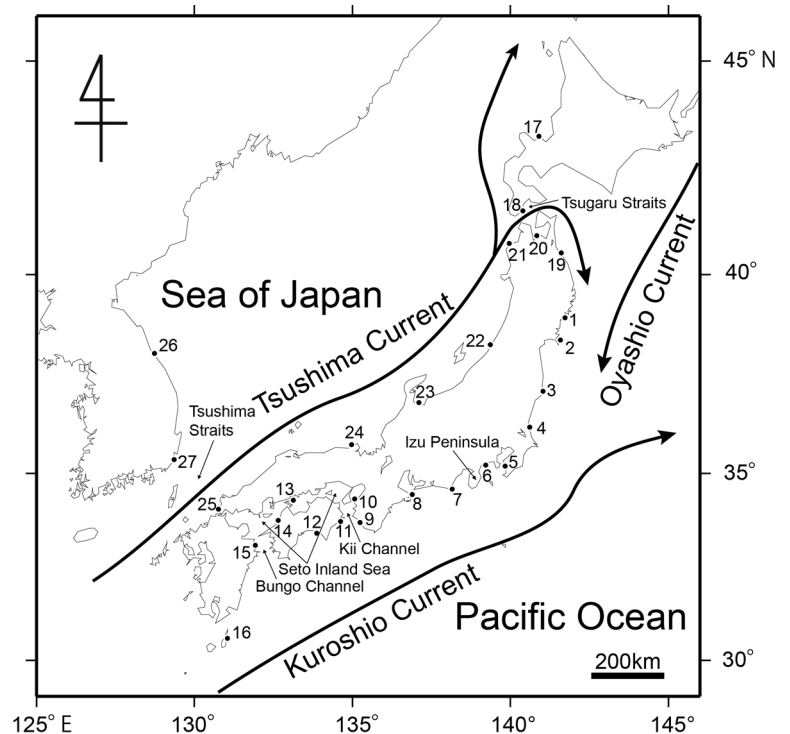 45° N
17
18
Tsugaru Straits
20
21
19
40°
Sea of Japan
Tsushima Current
Oyashio Current
1
22
2
26
23
3
Tsushima
Straits
4
24
Izu Peninsula
27
5
35°
6
13
7
25
10
8
14
12
11
9
15
Kii Channel
Seto Inland Sea
Bungo Channel
Kuroshio Current
Pacific Ocean
16
30°
200km
125° E
130°
135°
140°
145°